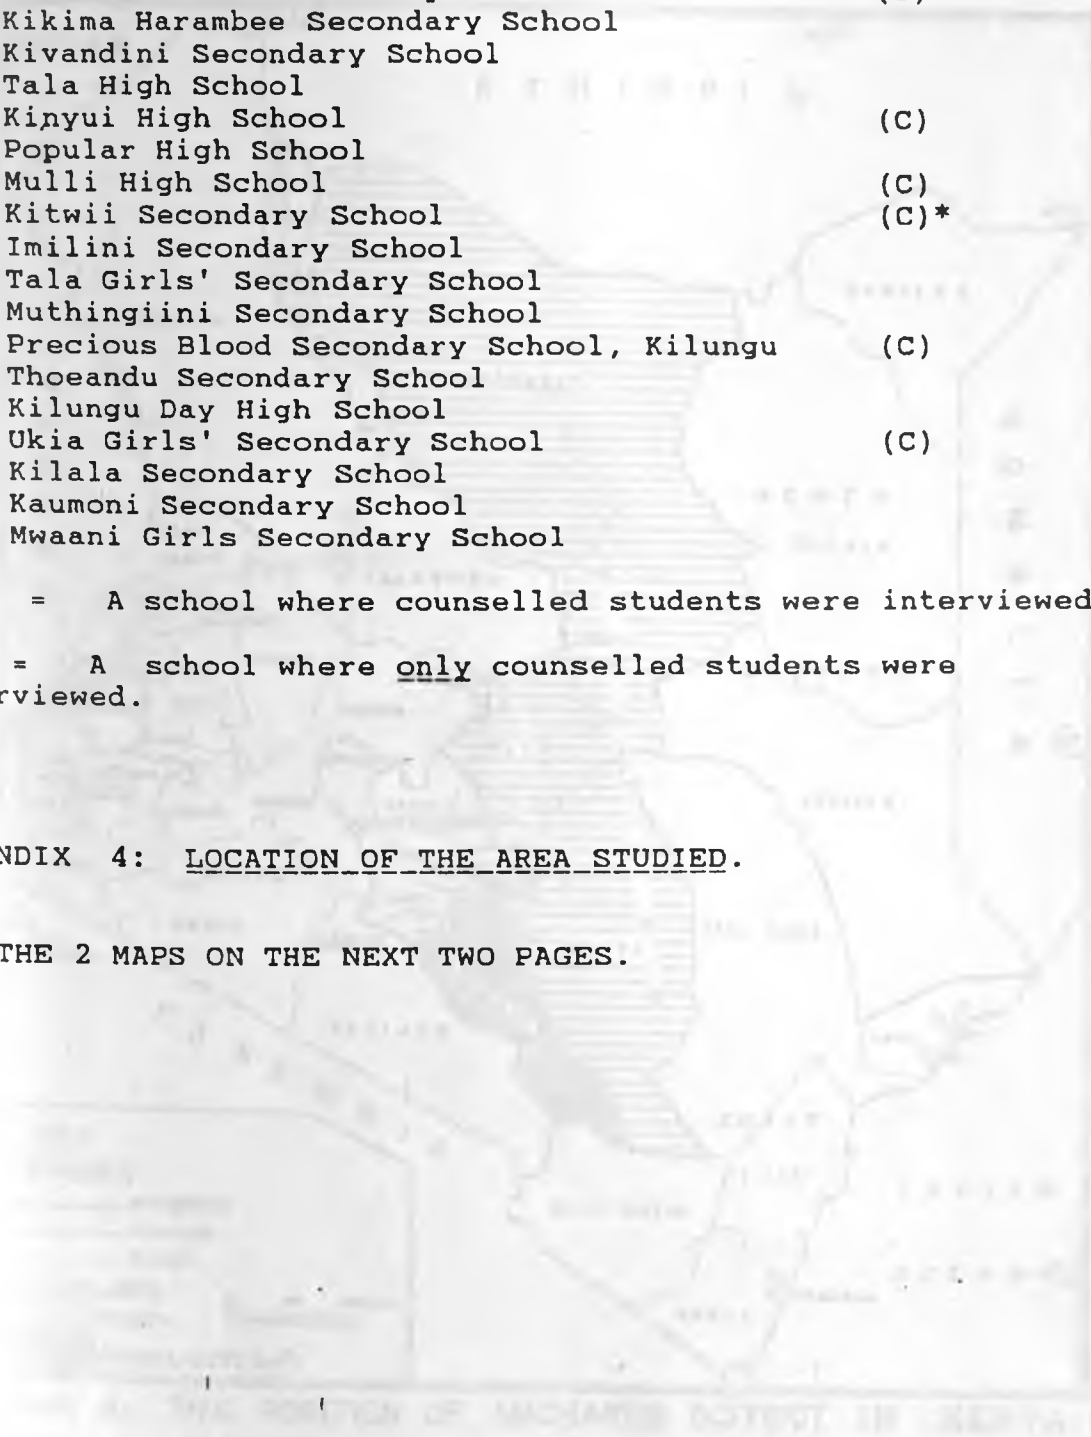 Kikima Harambee Secondary School
Kivandini Secondary School
Tala High School
Kinyui High School (C)
Popular High School
Mulli High School (C)
Kitwii Secondary School (C)*
Imilini Secondary School
Tala Girls' Secondary School
Muthingiini Secondary School
Precious Blood Secondary School, Kilungu (C)
Thoeandu Secondary School
Kilungu Day High School
Ukia Girls' Secondary School (C)
Kilala Secondary School
Kaumoni Secondary School
Mwaani Girls Secondary School
= A school where counselled students were interviewed
= A school where only counselled students were
rviewed.
NDIX 4: LOCATION OF THE AREA STUDIED.
THE 2 MAPS ON THE NEXT TWO PAGES.